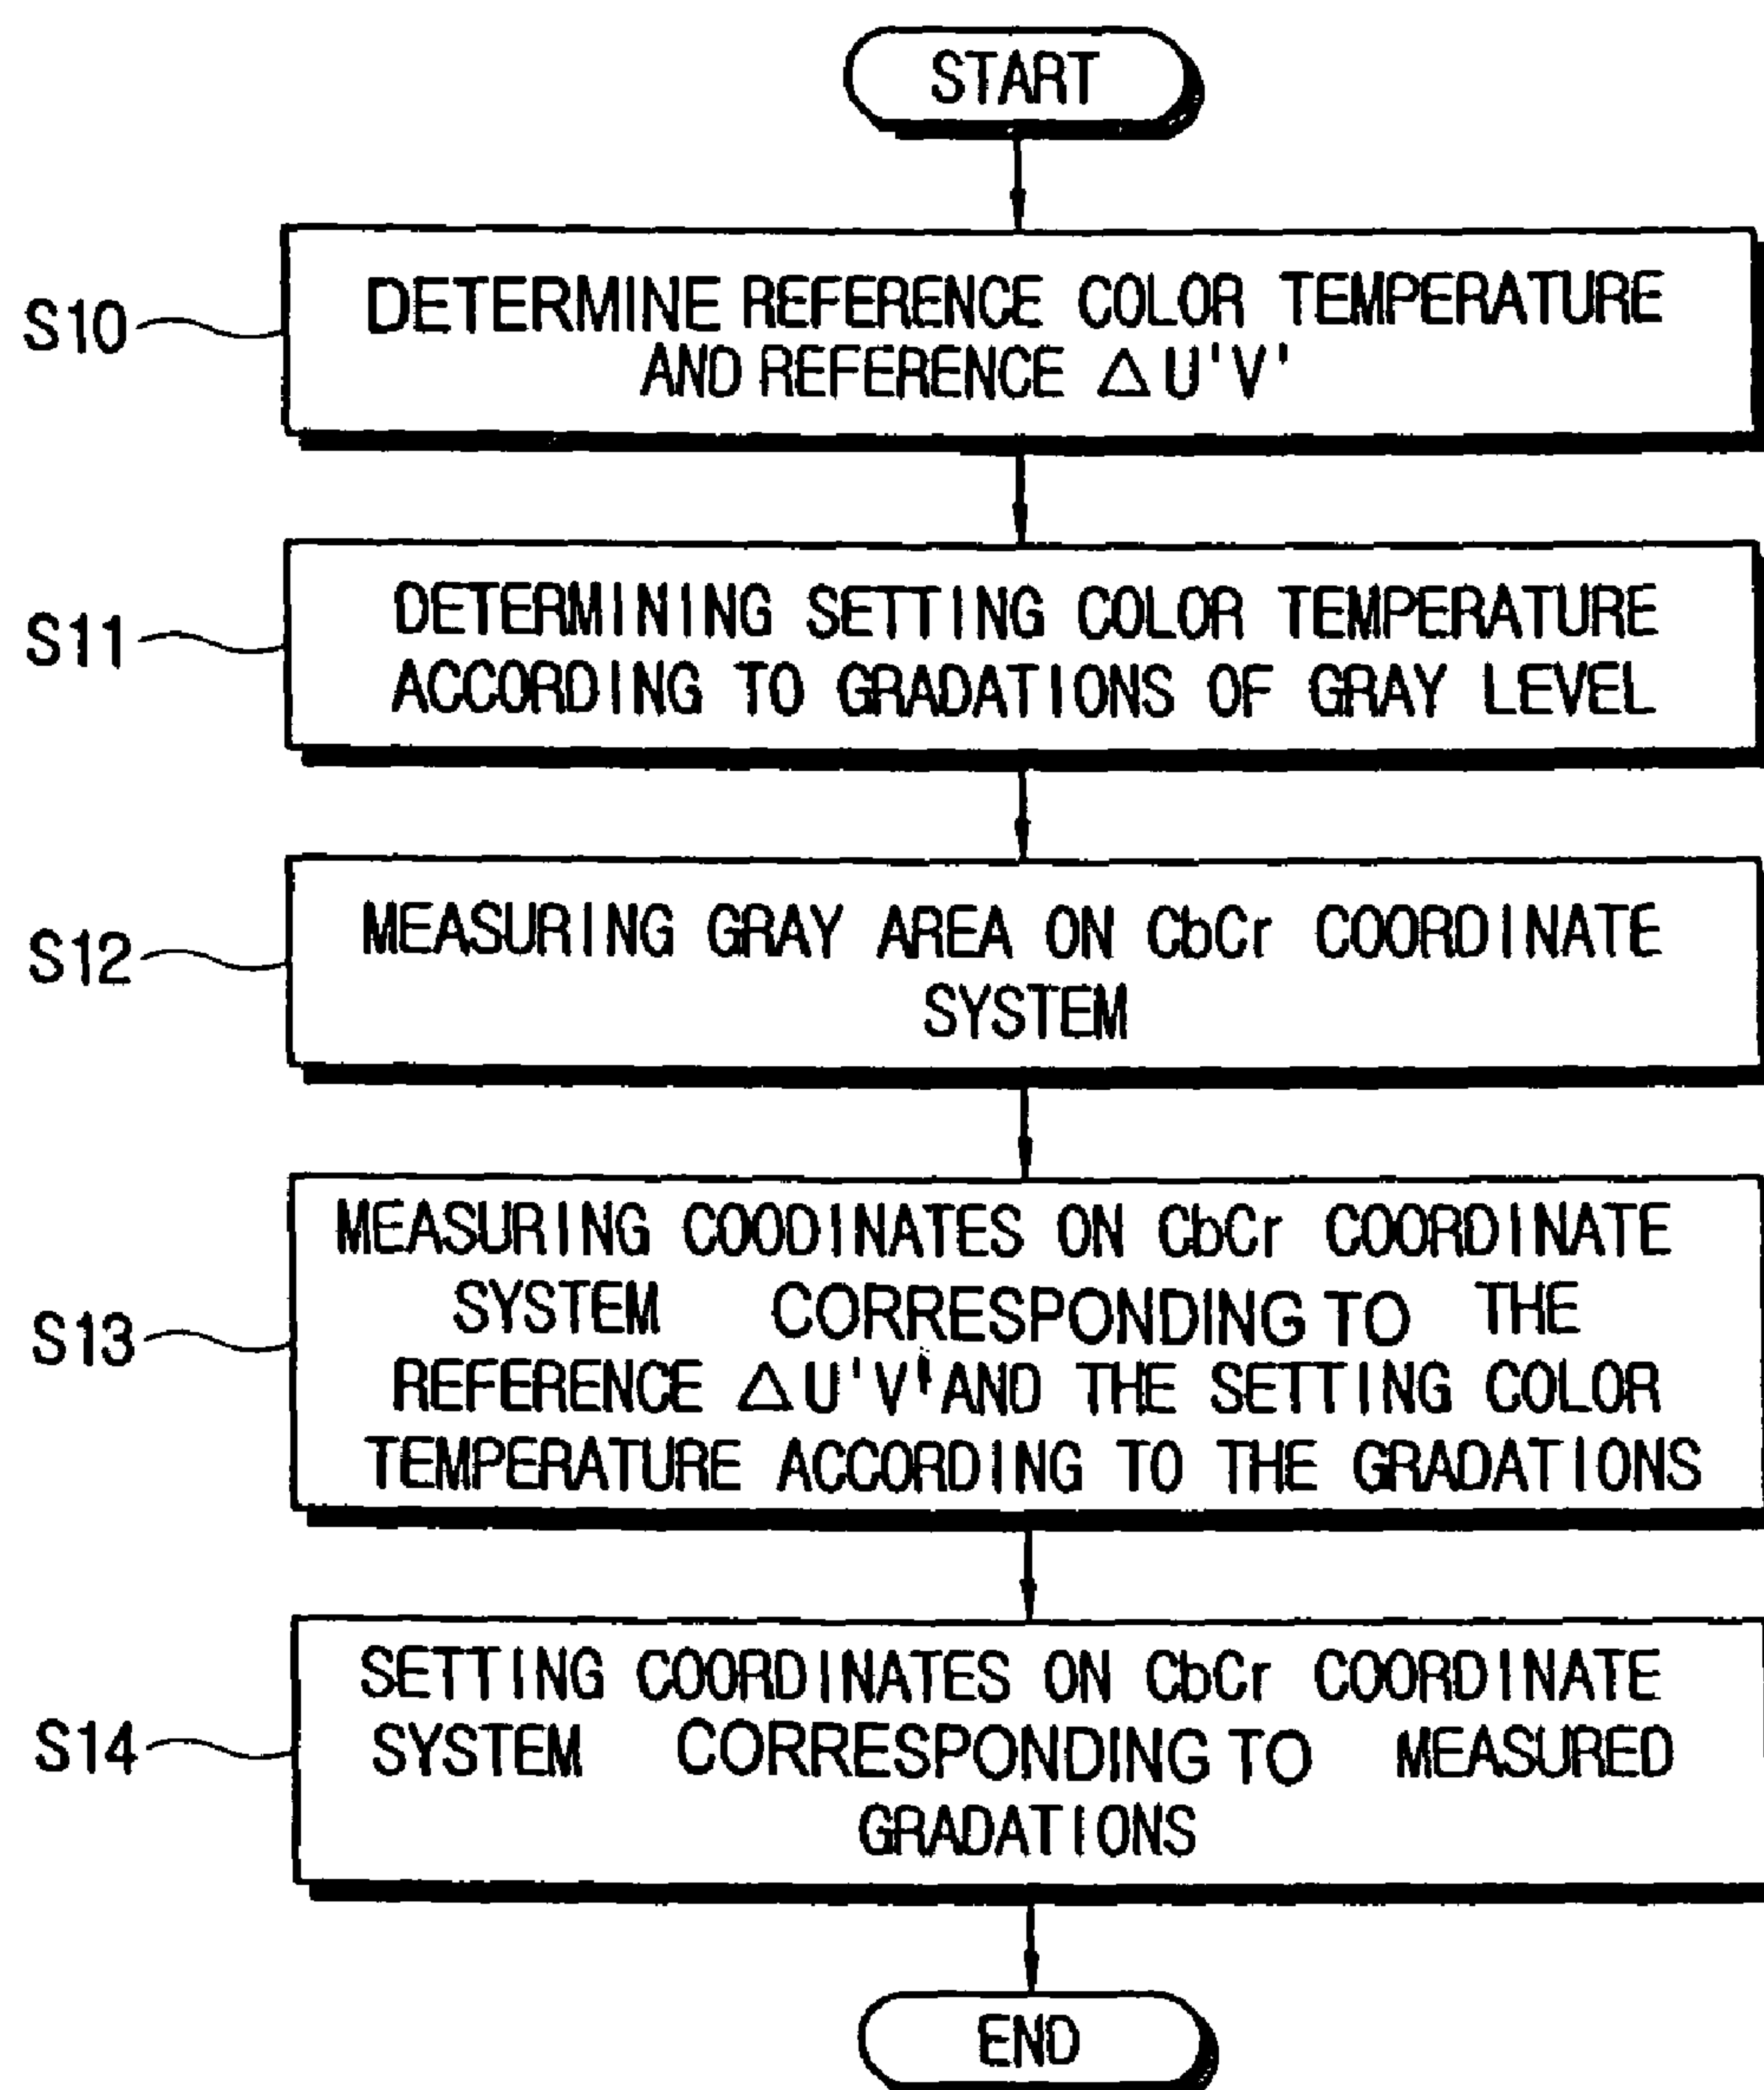 START
S10
DETERMINE REFERENCE COLOR TEMPERATURE
AND REFERENCE △U'V'
S11
DETERMINING SETTING COLOR TEMPERATURE
ACCORDING TO GRADATIONS OF GRAY LEVEL
S12
MEASURING GRAY AREA ON CbCr COORDINATE
SYSTEM
S13
MEASURING COODINATES ON CbCr COORDINATE
SYSTEM CORRESPONDING TO THE
REFERENCE △U'V' AND THE SETTING COLOR
TEMPERATURE ACCORDING TO THE GRADATIONS
S14
SETTING COORDINATES ON CbCr COORDINATE
SYSTEM CORRESPONDING TO MEASURED
GRADATIONS
END